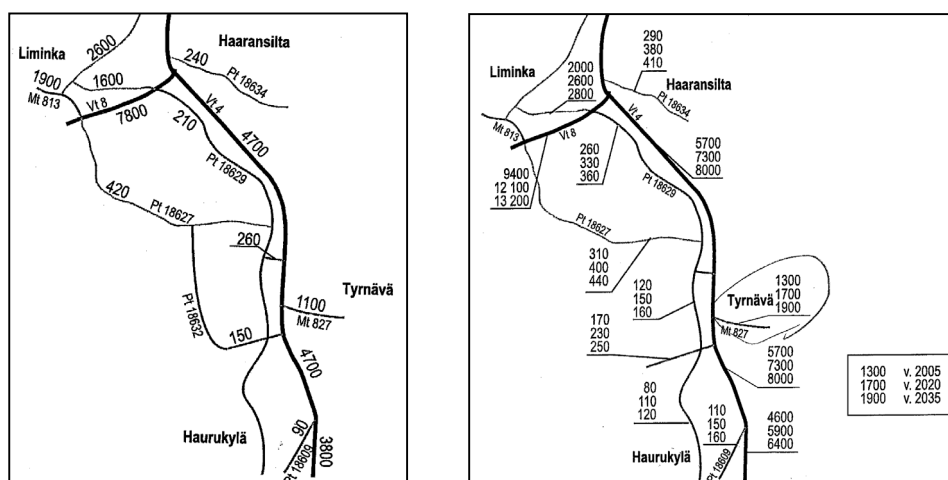 2600
Haaransilta
Liminka
240
Pt 18634
1900
1600
Mt 813
Vt 8
7800
210
Vt 4
4700
Pt 18629
420
Pt 18627
260
Tyrnävä
1100
Mt 827
Pt 18632
150
4700
Haurukylä
90
Pt 18609
3800
290
380
410
Liminka
2000
2600
2800
Haaransilta
Pt 18634
Mt 813
Vt 8
Vt 4
5700
7300
8000
260
330
360
9400
12 100
13 200
Pt 18629
Pt 18627
310
400
440
120
150
160
1300
1700
1900
Tyrnävä
Mt 827
170
230
250
5700
7300
8000
80
110
120
110
150
160
4600
5900
6400
Haurukylä
Pt 18609
1300 v. 2005
1700 v. 2020
1900 v. 2035